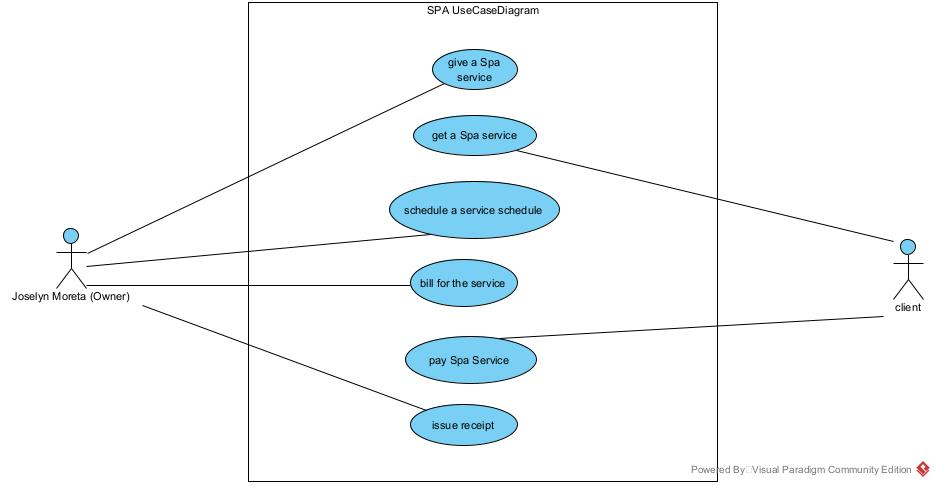 SPA UseCaseDiagram
give a Spa
service
get a Spa service
schedule a service schedule
Joselyn Moreta (Owner)
bill for the service
client
pay Spa Service
issue receipt
Powered By Visual Paradigm Community Edition